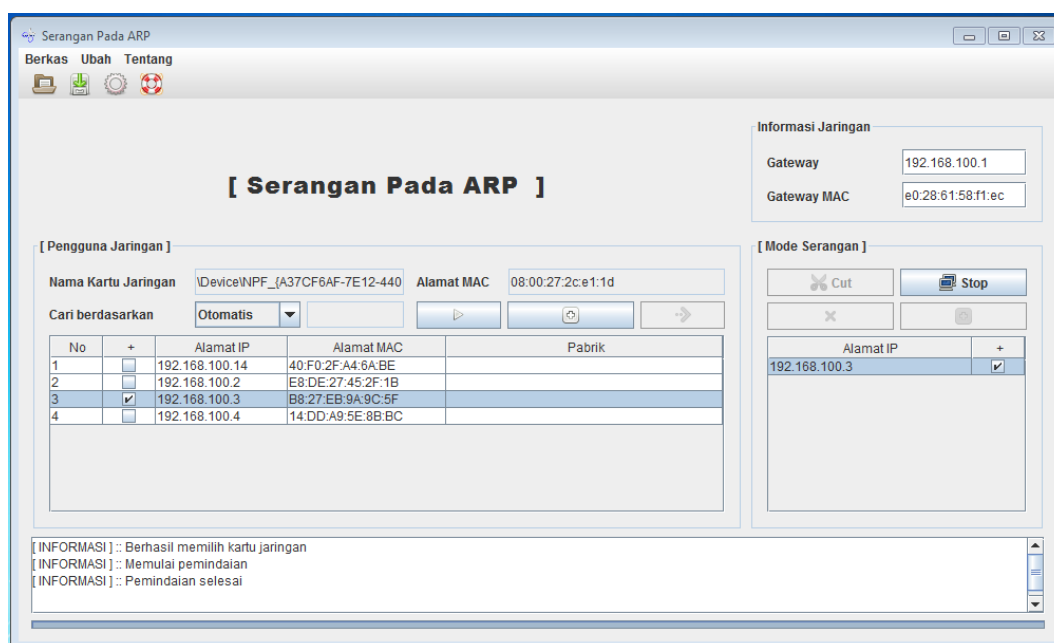 Serangan Pada ARP
Berkas Ubah Tentang
Informasi Jaringan
Gateway 192.168.100.1
Gateway MAC e0:28:61:58:f1:ec
[ Serangan Pada ARP ]
[ Pengguna Jaringan ]
Nama Kartu Jaringan \Device\NPF_{A37CF6AF-7E12-440 Alamat MAC 08:00:27:2c:e1:1d
Cari berdasarkan Otomatis
No + Alamat IP Alamat MAC Pabrik
1 192.168.100.14 40:F0:2F:A4:6A:BE
2 192.168.100.2 E8:DE:27:45:2F:1B
3 192.168.100.3 B8:27:EB:9A:9C:5F
4 192.168.100.4 14:DD:A9:5E:8B:BC
[ Mode Serangan ]
Cut Stop
Alamat IP +
192.168.100.3
[ INFORMASI ] :: Berhasil memilih kartu jaringan
[ INFORMASI ] :: Memulai pemindaian
[ INFORMASI ] :: Pemindaian selesai